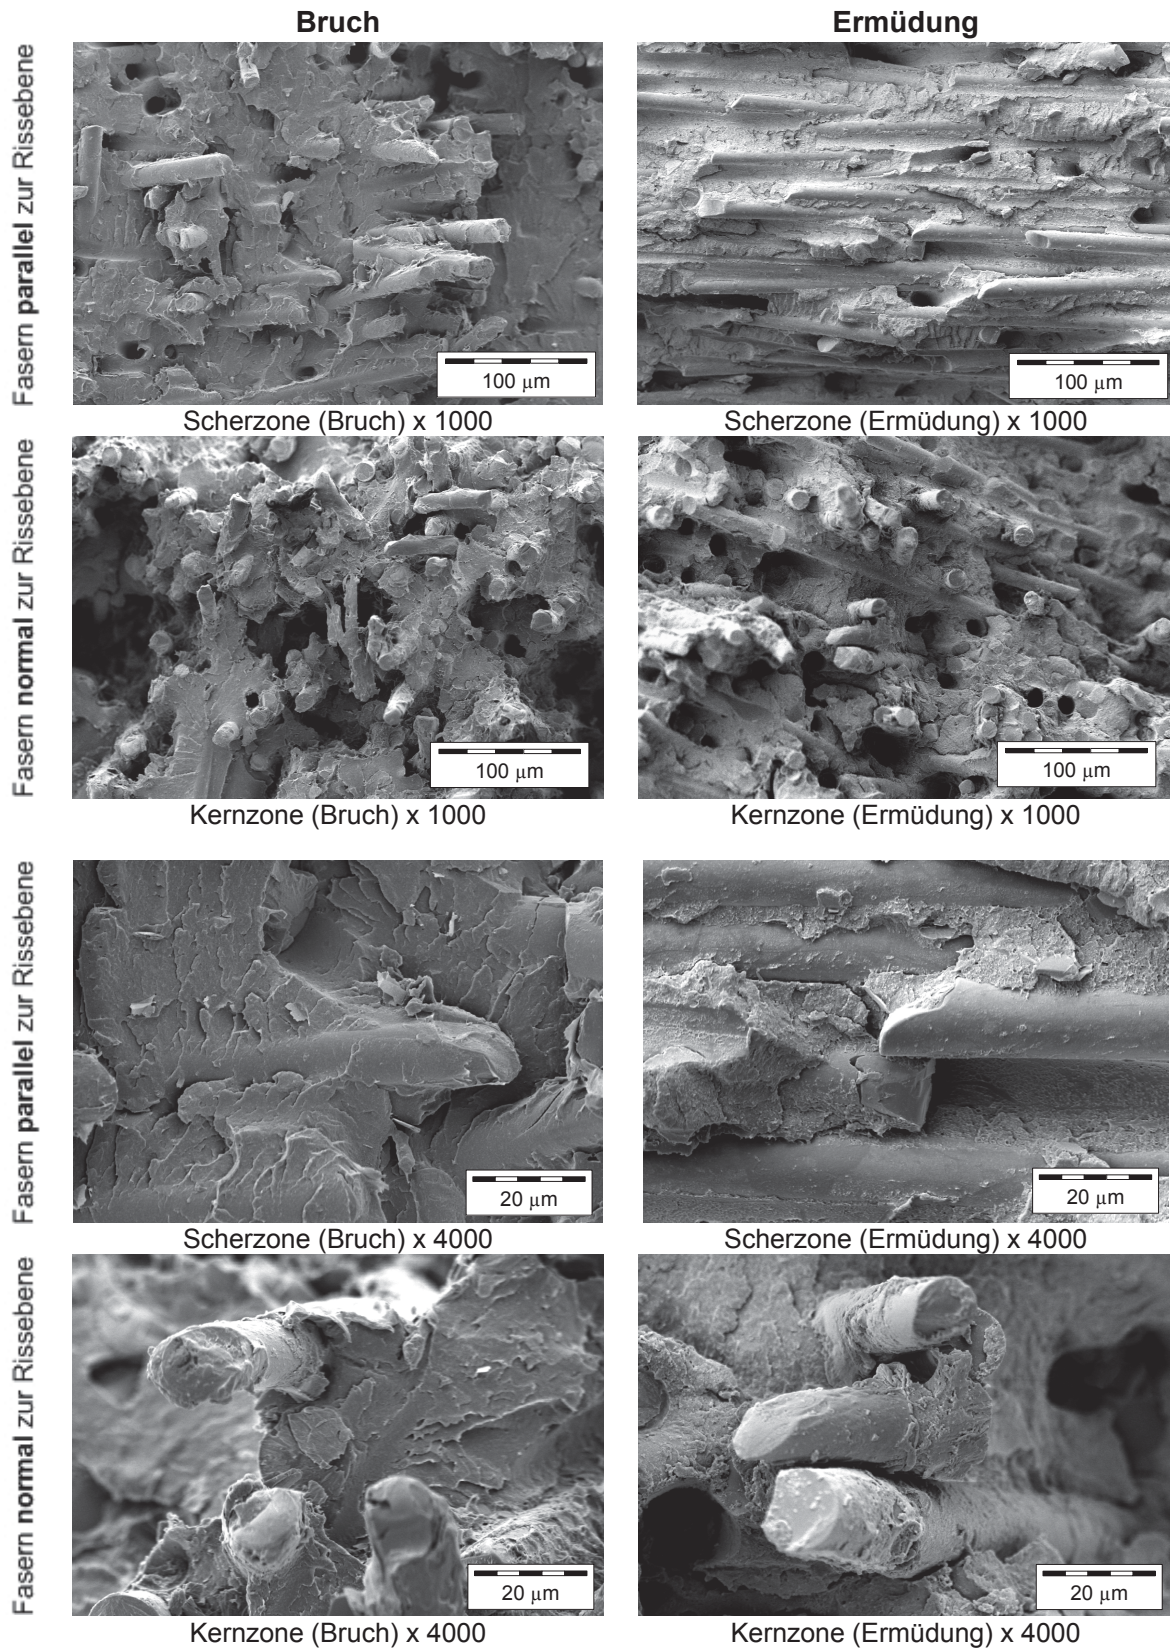 Bruch
Ermüdung
Fasern parallel zur Rissebene
100 µm
100 µm
Scherzone (Bruch) x 1000
Scherzone (Ermüdung) x 1000
Fasern normal zur Rissebene
100 µm
100 µm
Kernzone (Bruch) x 1000
Kernzone (Ermüdung) x 1000
Fasern parallel zur Rissebene
20 µm
20 µm
Scherzone (Bruch) x 4000
Scherzone (Ermüdung) x 4000
Fasern normal zur Rissebene
20 µm
20 µm
Kernzone (Bruch) x 4000
Kernzone (Ermüdung) x 4000